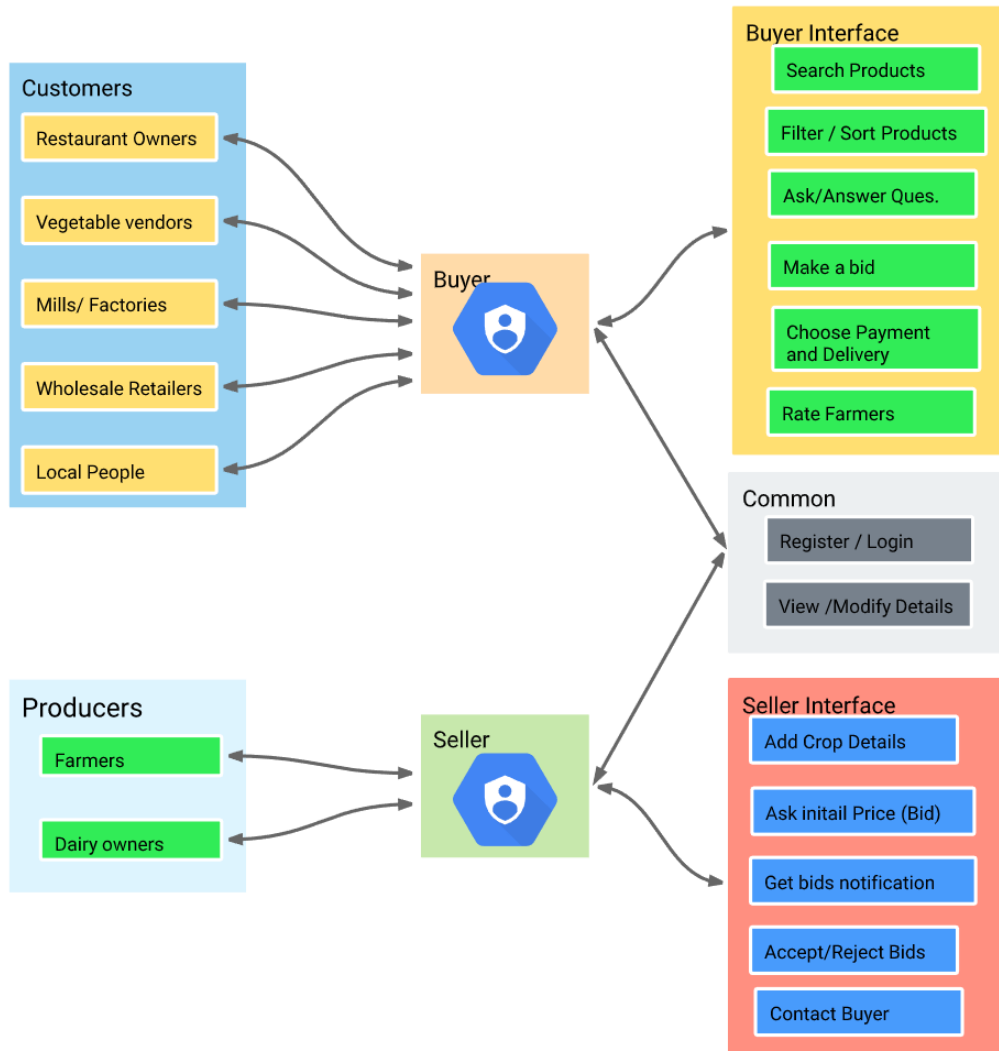 Customers
Restaurant Owners
Vegetable vendors
Mills/ Factories
Wholesale Retailers
Local People
Producers
Farmers
Dairy owners
Buyer
Seller
Buyer Interface
Search Products
Filter / Sort Products
Ask/Answer Ques.
Make a bid
Choose Payment
and Delivery
Rate Farmers
Common
Register / Login
View /Modify Details
Seller Interface
Add Crop Details
Ask initail Price (Bid)
Get bids notification
Accept/Reject Bids
Contact Buyer